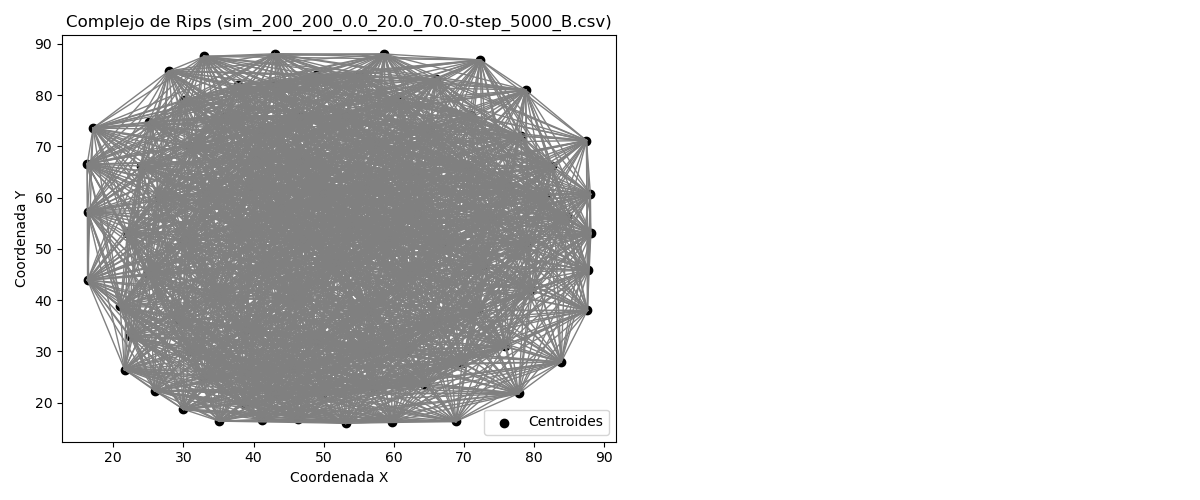 Complejo de Rips (sim_200_200_0.0_20.0_70.0-step_5000_B.csv)
90
80
70
60
50
40
30
20
Coordenada Y
Centroides
20 30 40 50 60 70 80 90
Coordenada X